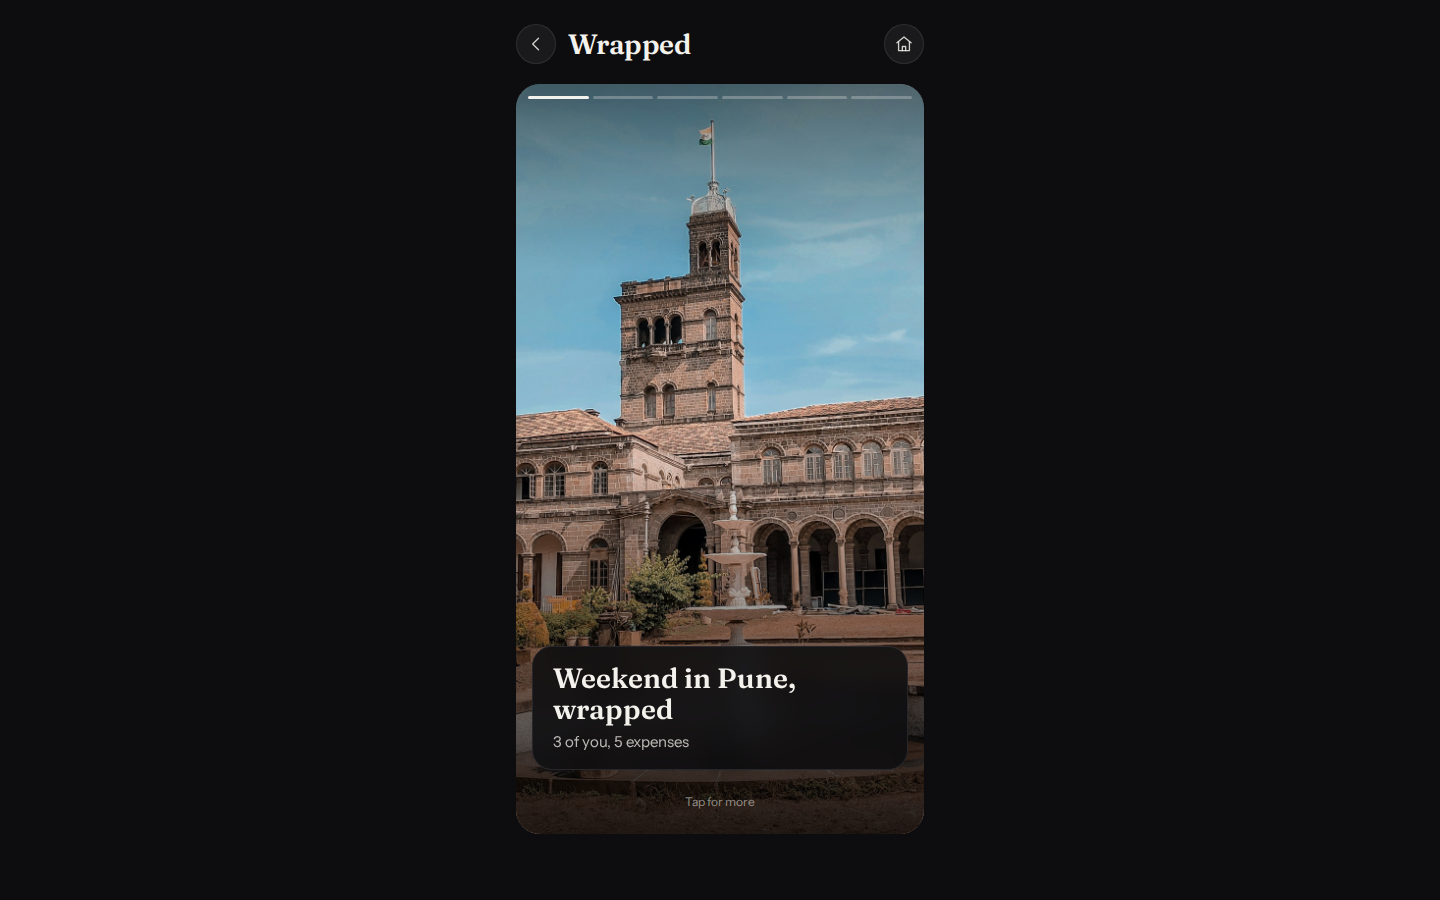 Wrapped
Weekend in Pune,
wrapped
3 of you, 5 expenses
Tap for more